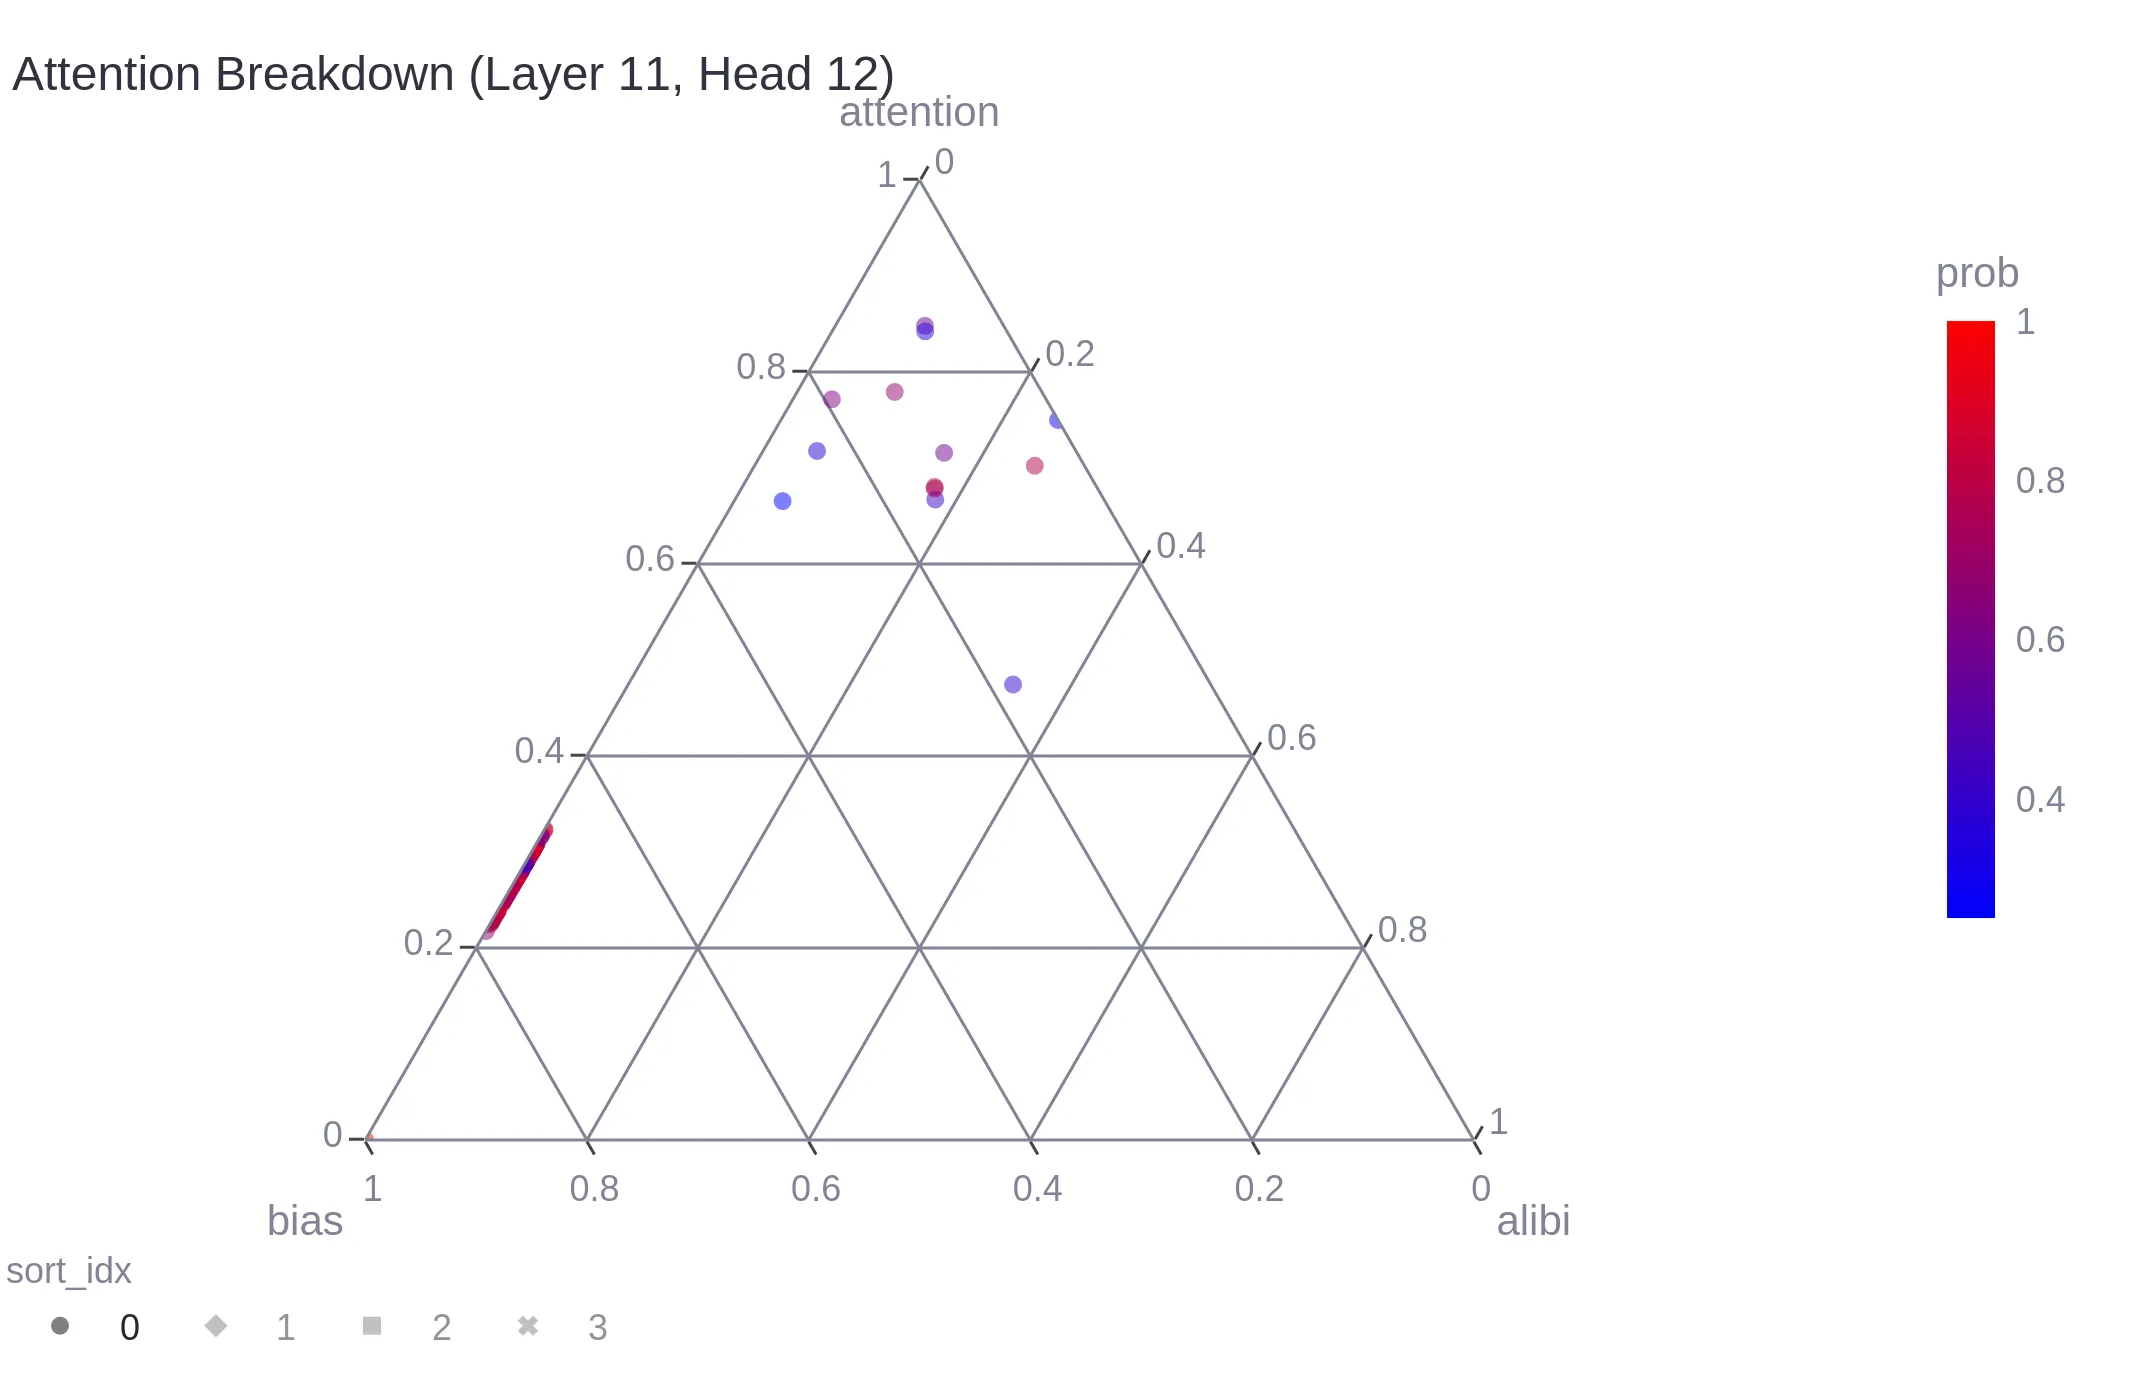 Attention Breakdown (Layer 11, Head 12)
attention
1 0
0.8 0.2
0.6 0.4
0.4 0.6
0.2 0.8
0 1
1 0.8 0.6 0.4 0.2 0
bias alibi
prob
1
0.8
0.6
0.4
sort_idx
0 1 2 3